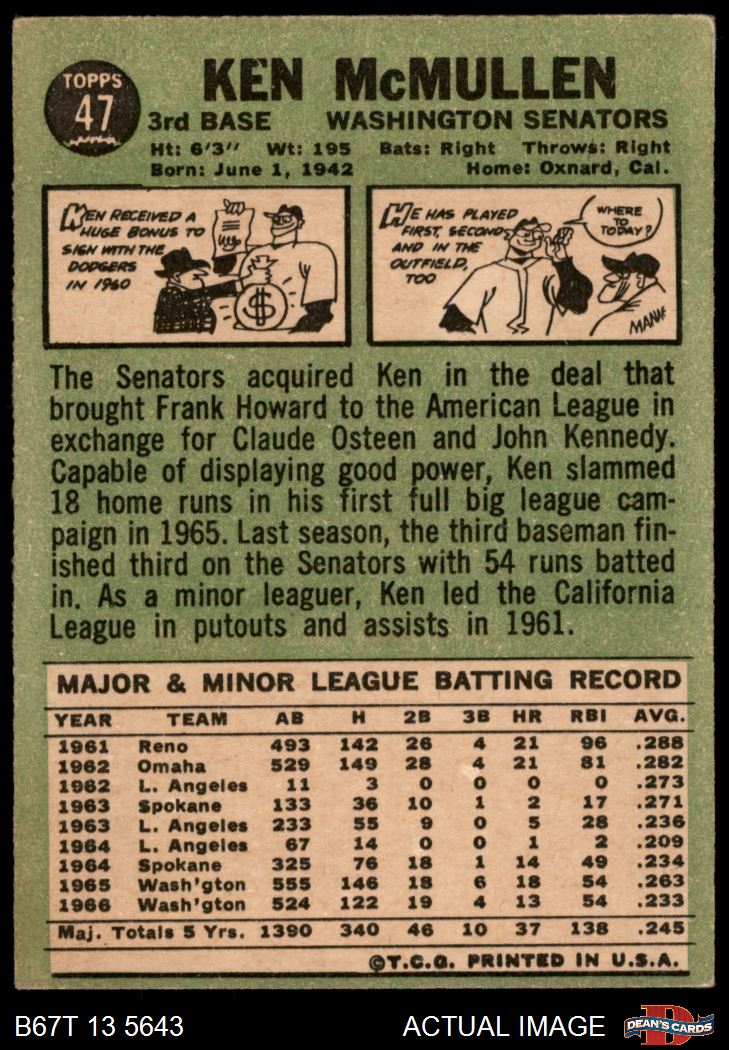 TOPPS
47
KEN McMULLEN
3rd BASE WASHINGTON SENATORS
Ht: 6'3" Wt: 195 Bats: Right Throws: Right
Born: June 1, 1942 Home: Oxnard, Cal.
KEN RECEIVED A
HUGE BONUS TO
SIGN WITH THE
DODGERS
IN 1960
$
HE HAS PLAYED
FIRST, SECOND
AND IN THE
OUTFIELD,
TOO
WHERE
TO
TODAY?
The Senators acquired Ken in the deal that
brought Frank Howard to the American League in
exchange for Claude Osteen and John Kennedy.
Capable of displaying good power, Ken slammed
18 home runs in his first full big league cam-
paign in 1965. Last season, the third baseman fin-
ished third on the Senators with 54 runs batted
in. As a minor leaguer, Ken led the California
League in putouts and assists in 1961.
MAJOR & MINOR LEAGUE BATTING RECORD
YEAR TEAM AB H 2B 3B HR RBI AVG.
1961 Reno 493 142 26 4 21 96 .288
1962 Omaha 529 149 28 4 21 81 .282
1962 L. Angeles 11 3 0 0 0 0 .273
1963 Spokane 133 36 10 1 2 17 .271
1963 L. Angeles 233 55 9 0 5 28 .236
1964 L. Angeles 67 14 0 0 1 2 .209
1964 Spokane 325 76 18 1 14 49 .234
1965 Wash'gton 555 146 18 6 18 54 .263
1966 Wash'gton 524 122 19 4 13 54 .233
Maj. Totals 5 Yrs. 1390 340 46 10 37 138 .245
©T.C.G. PRINTED IN U.S.A.
B67T 13 5643 ACTUAL IMAGE
DEAN'S CARDS